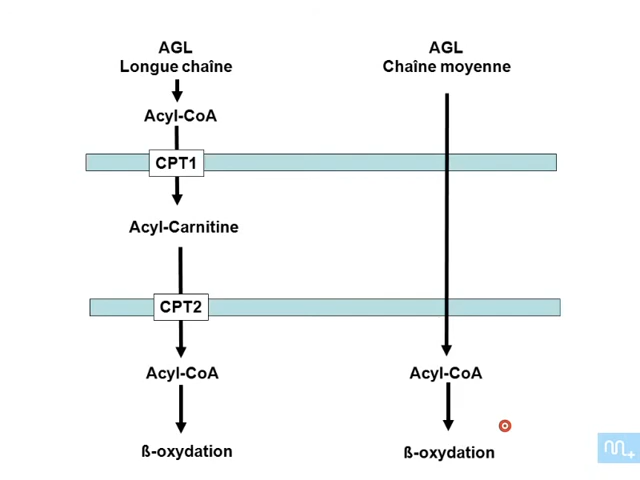 AGL
Longue chaîne
AGL
Chaîne moyenne
Acyl-CoA
CPT1
Acyl-Carnitine
CPT2
Acyl-CoA
Acyl-CoA
ß-oxydation
ß-oxydation